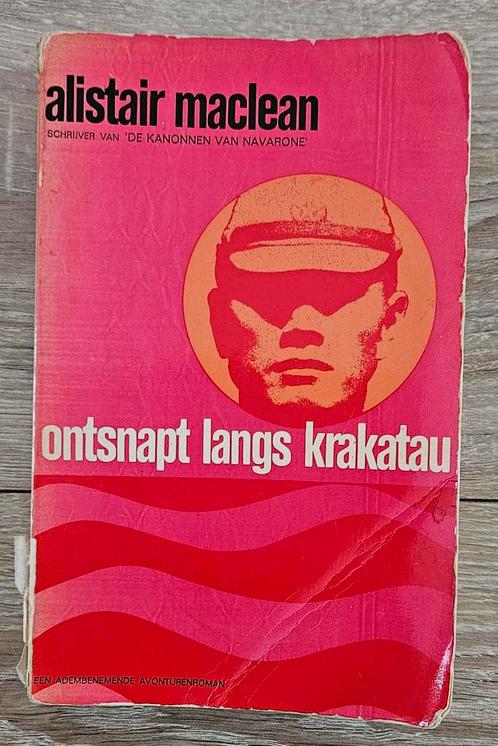 alistair maclean
SCHRIJVER VAN 'DE KANONNEN VAN NAVARONE'
ontsnapt langs krakatau
EEN ADEMBENEMENDE AVONTURENROMAN